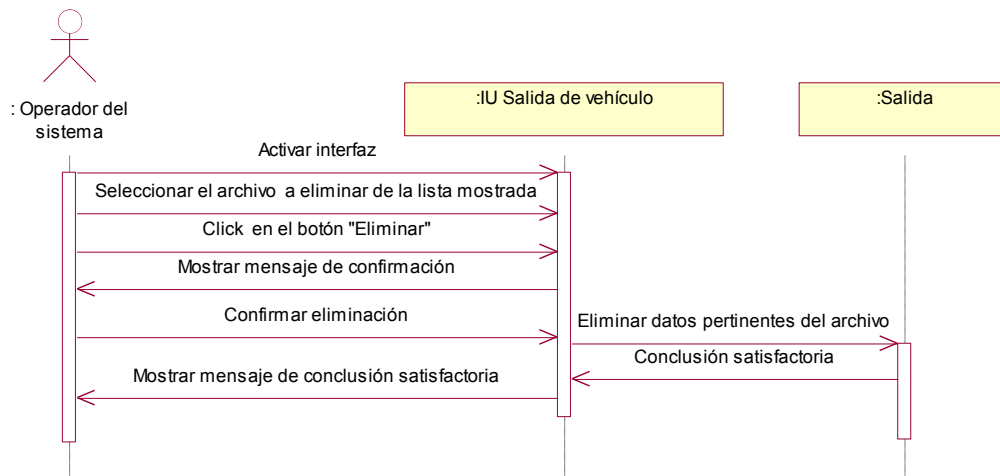 : Operador del
sistema
:IU Salida de vehículo
:Salida
Activar interfaz
Seleccionar el archivo a eliminar de la lista mostrada
Click en el botón "Eliminar"
Mostrar mensaje de confirmación
Confirmar eliminación
Eliminar datos pertinentes del archivo
Conclusión satisfactoria
Mostrar mensaje de conclusión satisfactoria